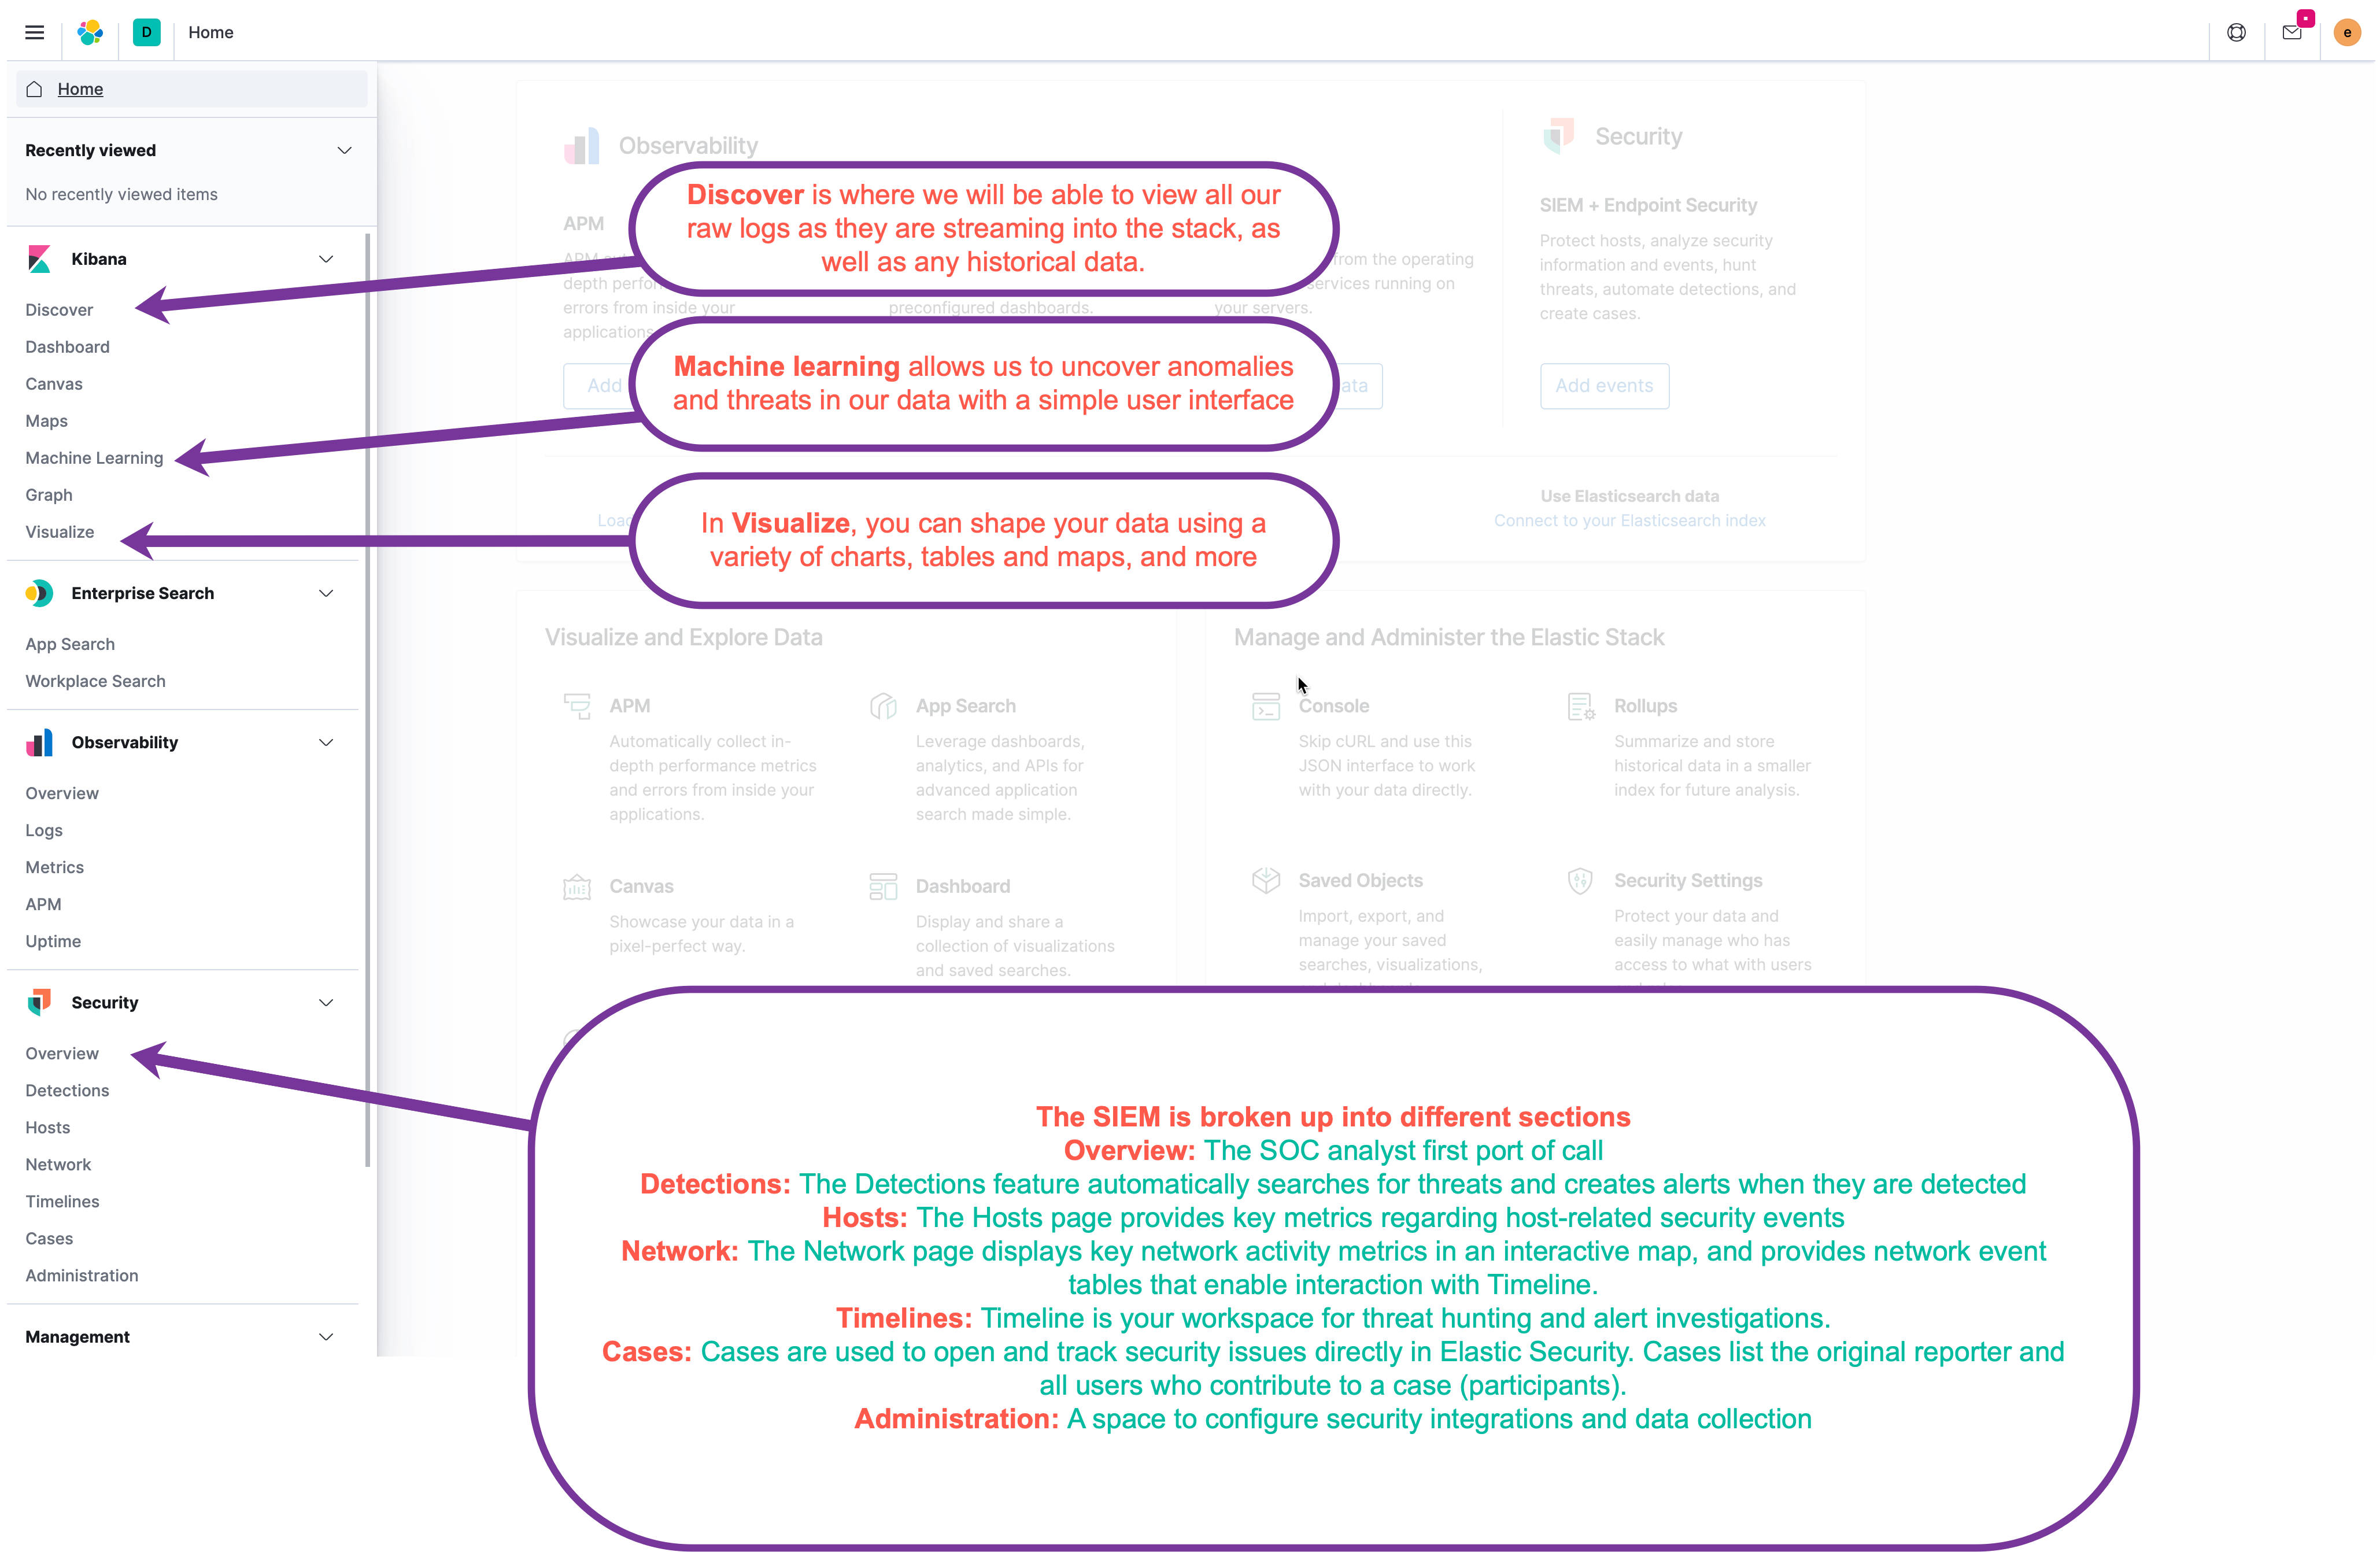 D
Home
e
Home
Recently viewed
No recently viewed items
Kibana
Discover
Dashboard
Canvas
Maps
Machine Learning
Graph
Visualize
Enterprise Search
App Search
Workplace Search
Observability
Overview
Logs
Metrics
APM
Uptime
Security
Overview
Detections
Hosts
Network
Timelines
Cases
Administration
Management
Observability
APM
depth
errors from inside your
applications
Add
preconfigured dashboards.
from the operating
services running on
your servers.
Security
SIEM + Endpoint Security
Protect hosts, analyze security
information and events, hunt
threats, automate detections, and
create cases.
Add events
Use Elasticsearch data
Connect to your Elasticsearch index
Discover is where we will be able to view all our
raw logs as they are streaming into the stack, as
well as any historical data.
Machine learning allows us to uncover anomalies
and threats in our data with a simple user interface
In Visualize, you can shape your data using a
variety of charts, tables and maps, and more
Visualize and Explore Data
APM
Automatically collect in-
depth performance metrics
and errors from inside your
applications.
App Search
Leverage dashboards,
analytics, and APIs for
advanced application
search made simple.
Canvas
Showcase your data in a
pixel-perfect way.
Dashboard
Display and share a
collection of visualizations
and saved searches.
Manage and Administer the Elastic Stack
Console
Skip cURL and use this
JSON interface to work
with your data directly.
Rollups
Summarize and store
historical data in a smaller
index for future analysis.
Saved Objects
Import, export, and
manage your saved
searches, visualizations,
Security Settings
Protect your data and
easily manage who has
access to what with users
The SIEM is broken up into different sections
Overview: The SOC analyst first port of call
Detections: The Detections feature automatically searches for threats and creates alerts when they are detected
Hosts: The Hosts page provides key metrics regarding host-related security events
Network: The Network page displays key network activity metrics in an interactive map, and provides network event
tables that enable interaction with Timeline.
Timelines: Timeline is your workspace for threat hunting and alert investigations.
Cases: Cases are used to open and track security issues directly in Elastic Security. Cases list the original reporter and
all users who contribute to a case (participants).
Administration: A space to configure security integrations and data collection